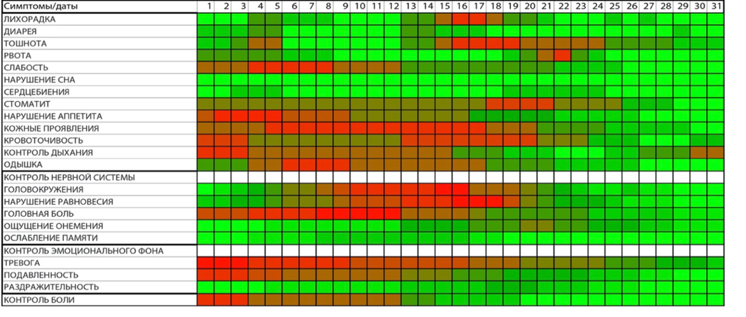 Симптомы/даты 1 2 3 4 5 6 7 8 9 10 11 12 13 14 15 16 17 18 19 20 21 22 23 24 25 26 27 28 29 30 31
ЛИХОРАДКА
ДИАРЕЯ
ТОШНОТА
РВОТА
СЛАБОСТЬ
НАРУШЕНИЕ СНА
СЕРДЦЕБИЕНИЯ
СТОМАТИТ
НАРУШЕНИЕ АППЕТИТА
КОЖНЫЕ ПРОЯВЛЕНИЯ
КРОВОТОЧИВОСТЬ
КОНТРОЛЬ ДЫХАНИЯ
ОДЫШКА
КОНТРОЛЬ НЕРВНОЙ СИСТЕМЫ
ГОЛОВОКРУЖЕНИЯ
НАРУШЕНИЕ РАВНОВЕСИЯ
ГОЛОВНАЯ БОЛЬ
ОЩУЩЕНИЕ ОНЕМЕНИЯ
ОСЛАБЛЕНИЕ ПАМЯТИ
КОНТРОЛЬ ЭМОЦИОНАЛЬНОГО ФОНА
ТРЕВОГА
ПОДАВЛЕННОСТЬ
РАЗДРАЖИТЕЛЬНОСТЬ
КОНТРОЛЬ БОЛИ